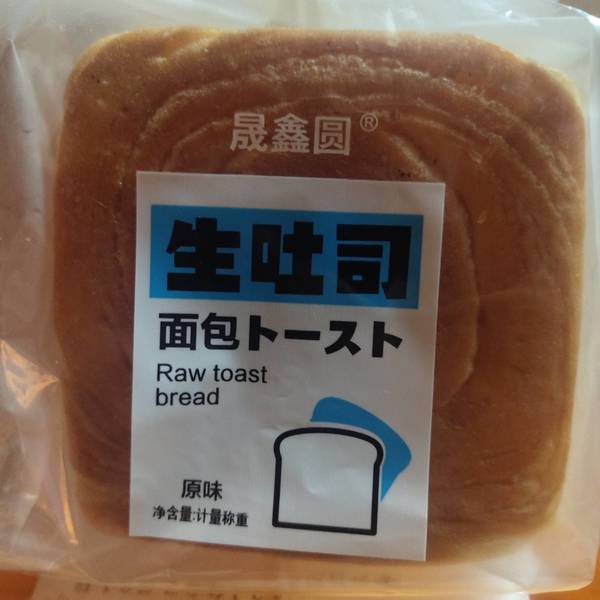 晟鑫圆®
生吐司
面包トースト
Raw toast
bread
原味
净含量:计量称重